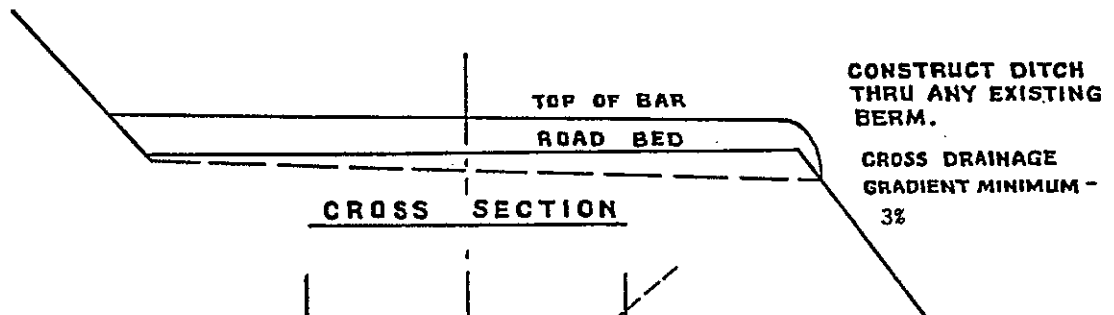 TOP OF BAR
ROAD BED
CROSS SECTION
CONSTRUCT DITCH
THRU ANY EXISTING
BERM.
CROSS DRAINAGE
GRADIENT MINIMUM -
3%